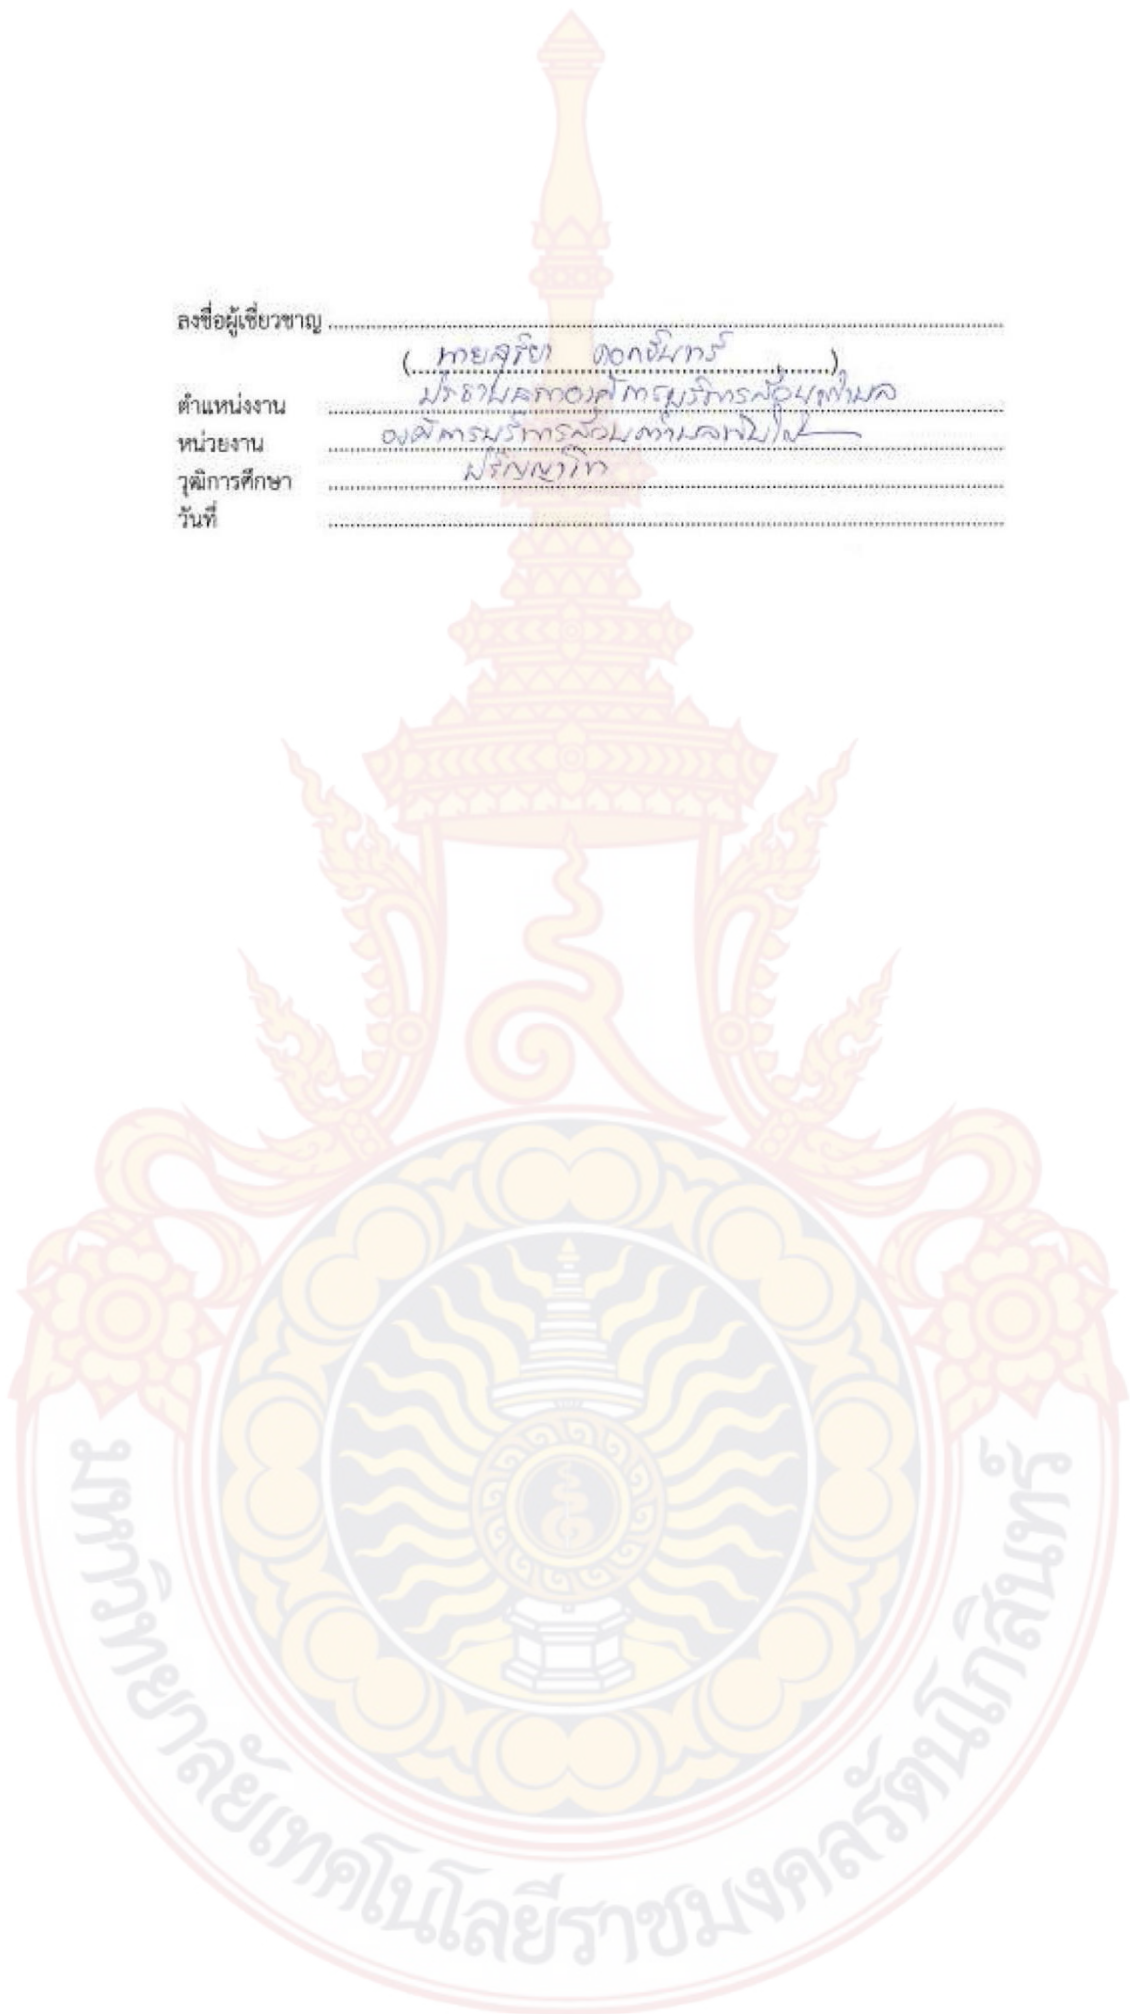 ลงชื่อผู้เชี่ยวชาญ ........................................
(นายสุริยา ดอกจันทร์)
ตำแหน่งงาน ประธานสภาองค์การบริหารส่วนตำบล
หน่วยงาน องค์การบริหารส่วนตำบล
วุฒิการศึกษา ปริญญาโท
วันที่ ........................................
มหาวิทยาลัยเทคโนโลยีราชมงคลรัตนโกสินทร์